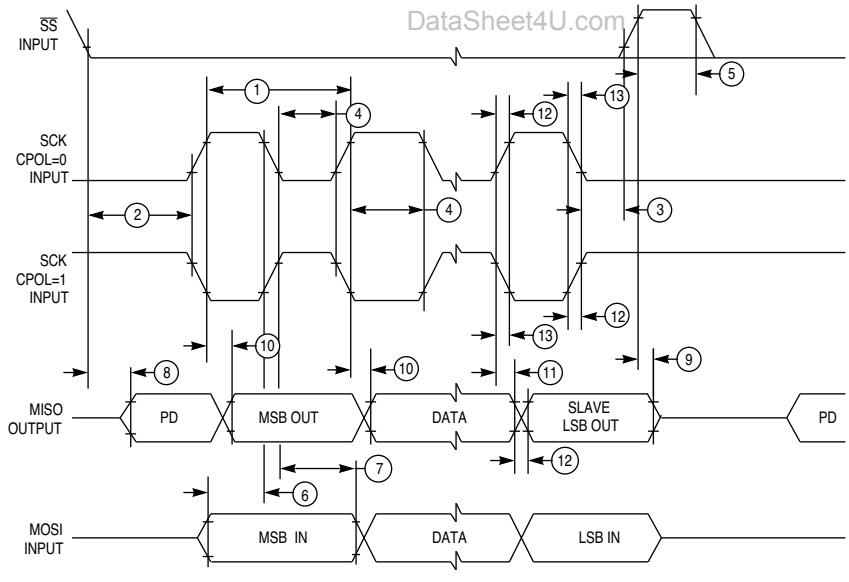 DataSheet4U.com
SS
INPUT
5
1
13
4
12
SCK
CPOL=0
INPUT
2
4
3
SCK
CPOL=1
INPUT
12
10
13
8
10
11
9
MISO
OUTPUT
PD
MSB OUT
DATA
SLAVE
LSB OUT
PD
7
12
6
MOSI
INPUT
MSB IN
DATA
LSB IN